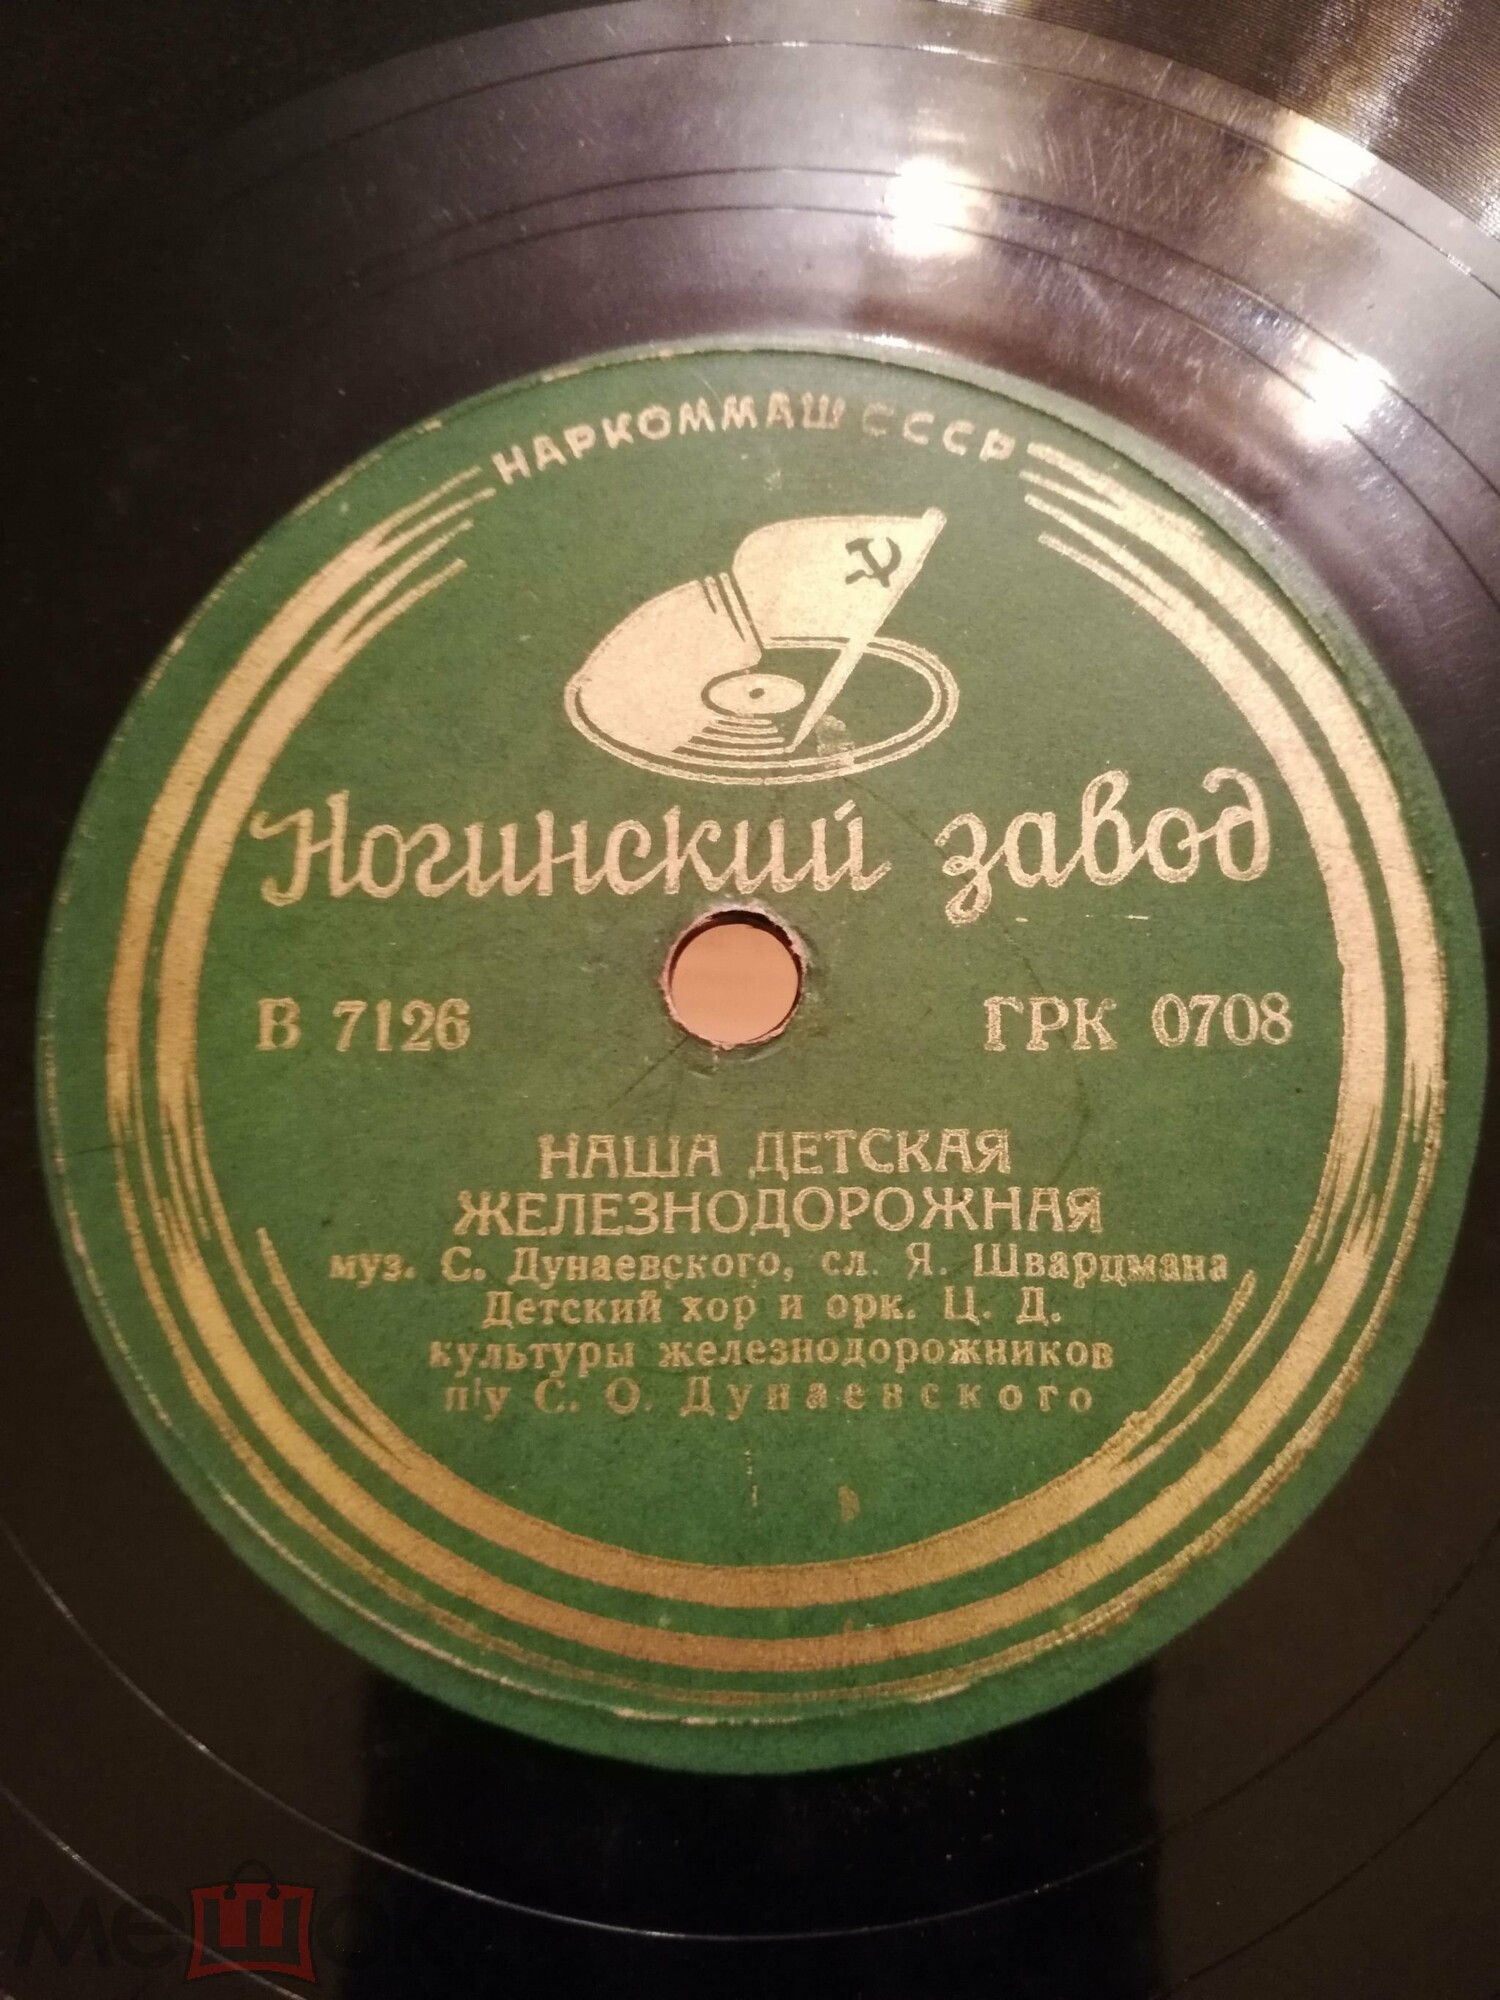 НАРКОММАШ СССР
Ногинский завод
В 7126
ГРК 0708
НАША ДЕТСКАЯ
ЖЕЛЕЗНОДОРОЖНАЯ
муз. С. Дунаевского, сл. Я. Шварцмана
Детский хор и орк. Ц. Д.
культуры железнодорожников
п/у С. О. Дунаевского
мешок